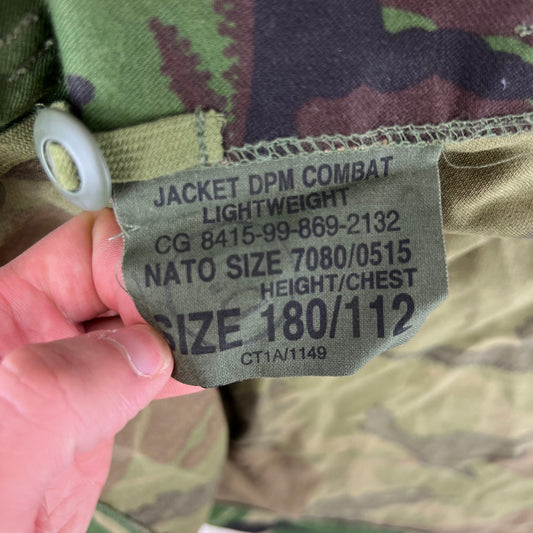 JACKET DPM COMBAT
LIGHTWEIGHT
CG 8415-99-869-2132
NATO SIZE 7080/0515
HEIGHT/CHEST
SIZE 180/112
CT1A/1149